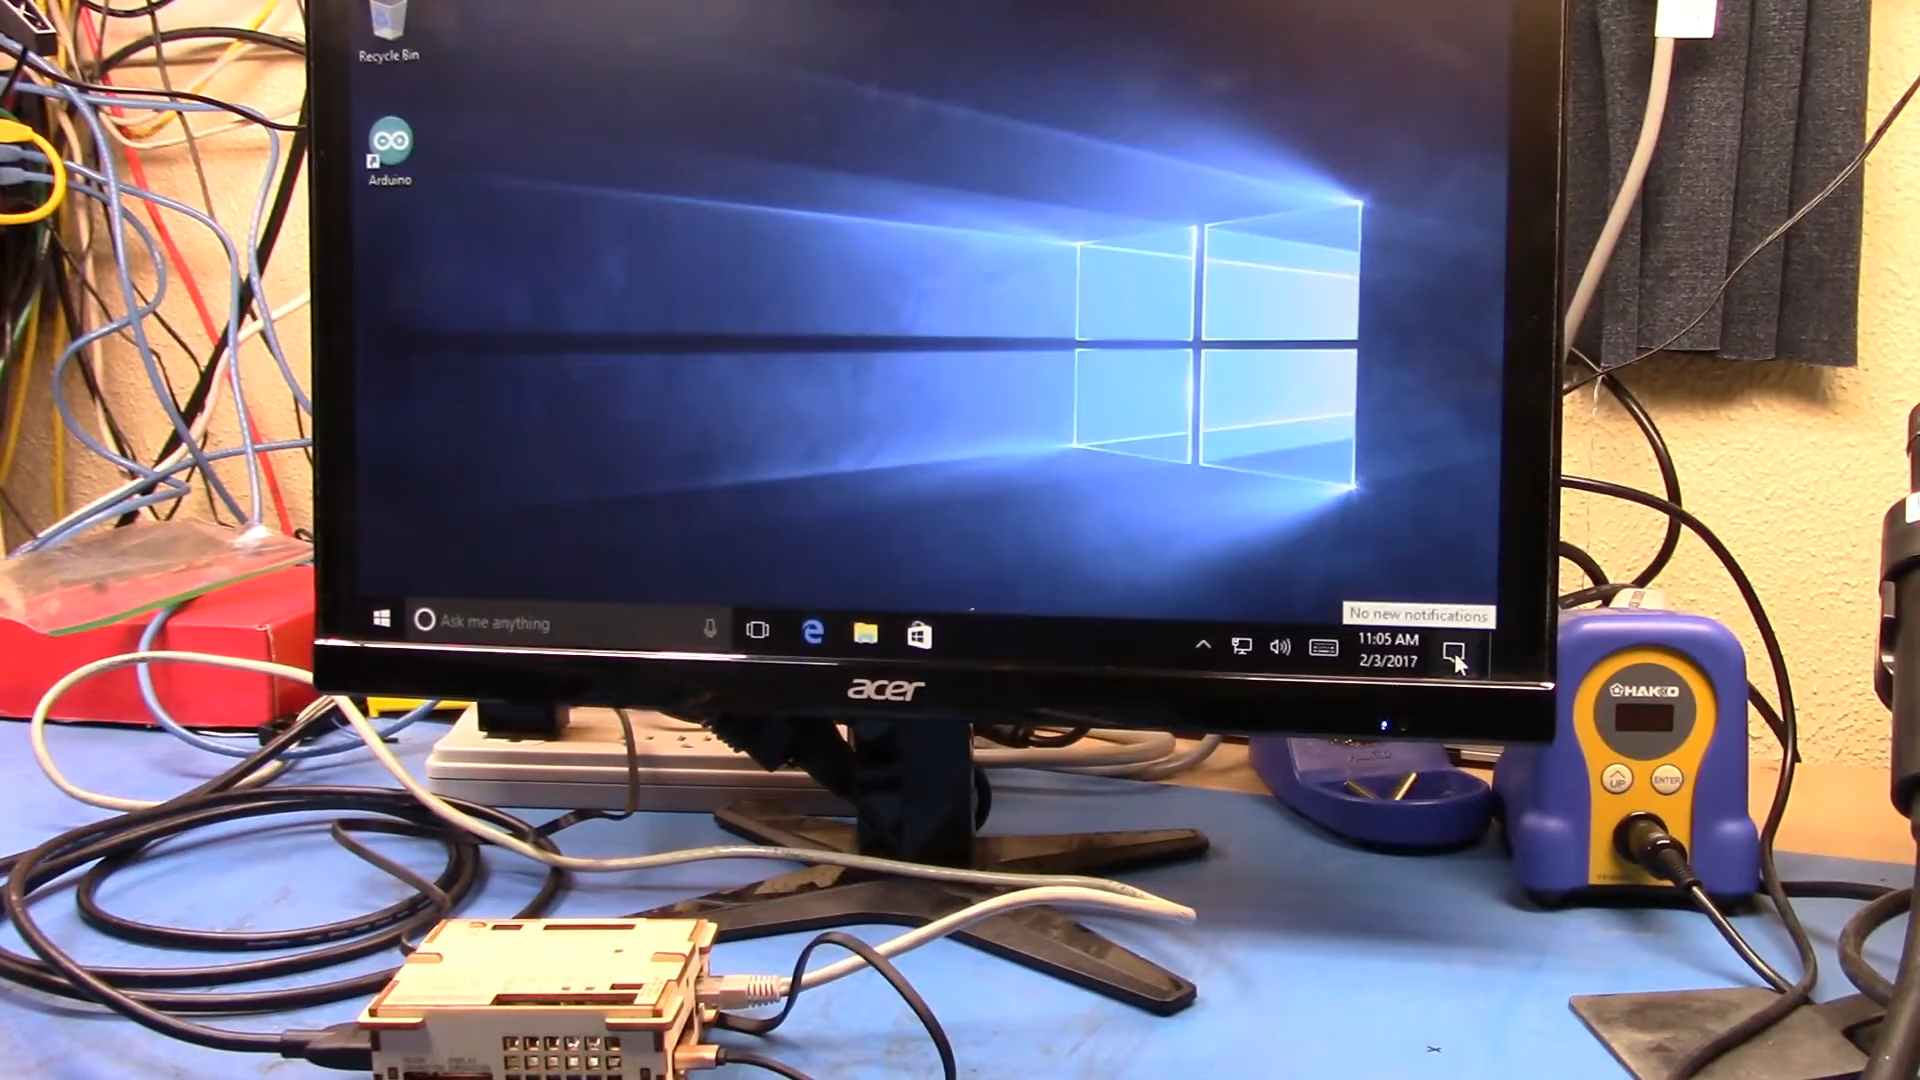 Recycle Bin
Arduino
Ask me anything
No new notifications
11:05 AM
2/3/2017
acer
HAKKO
UP
ENTER